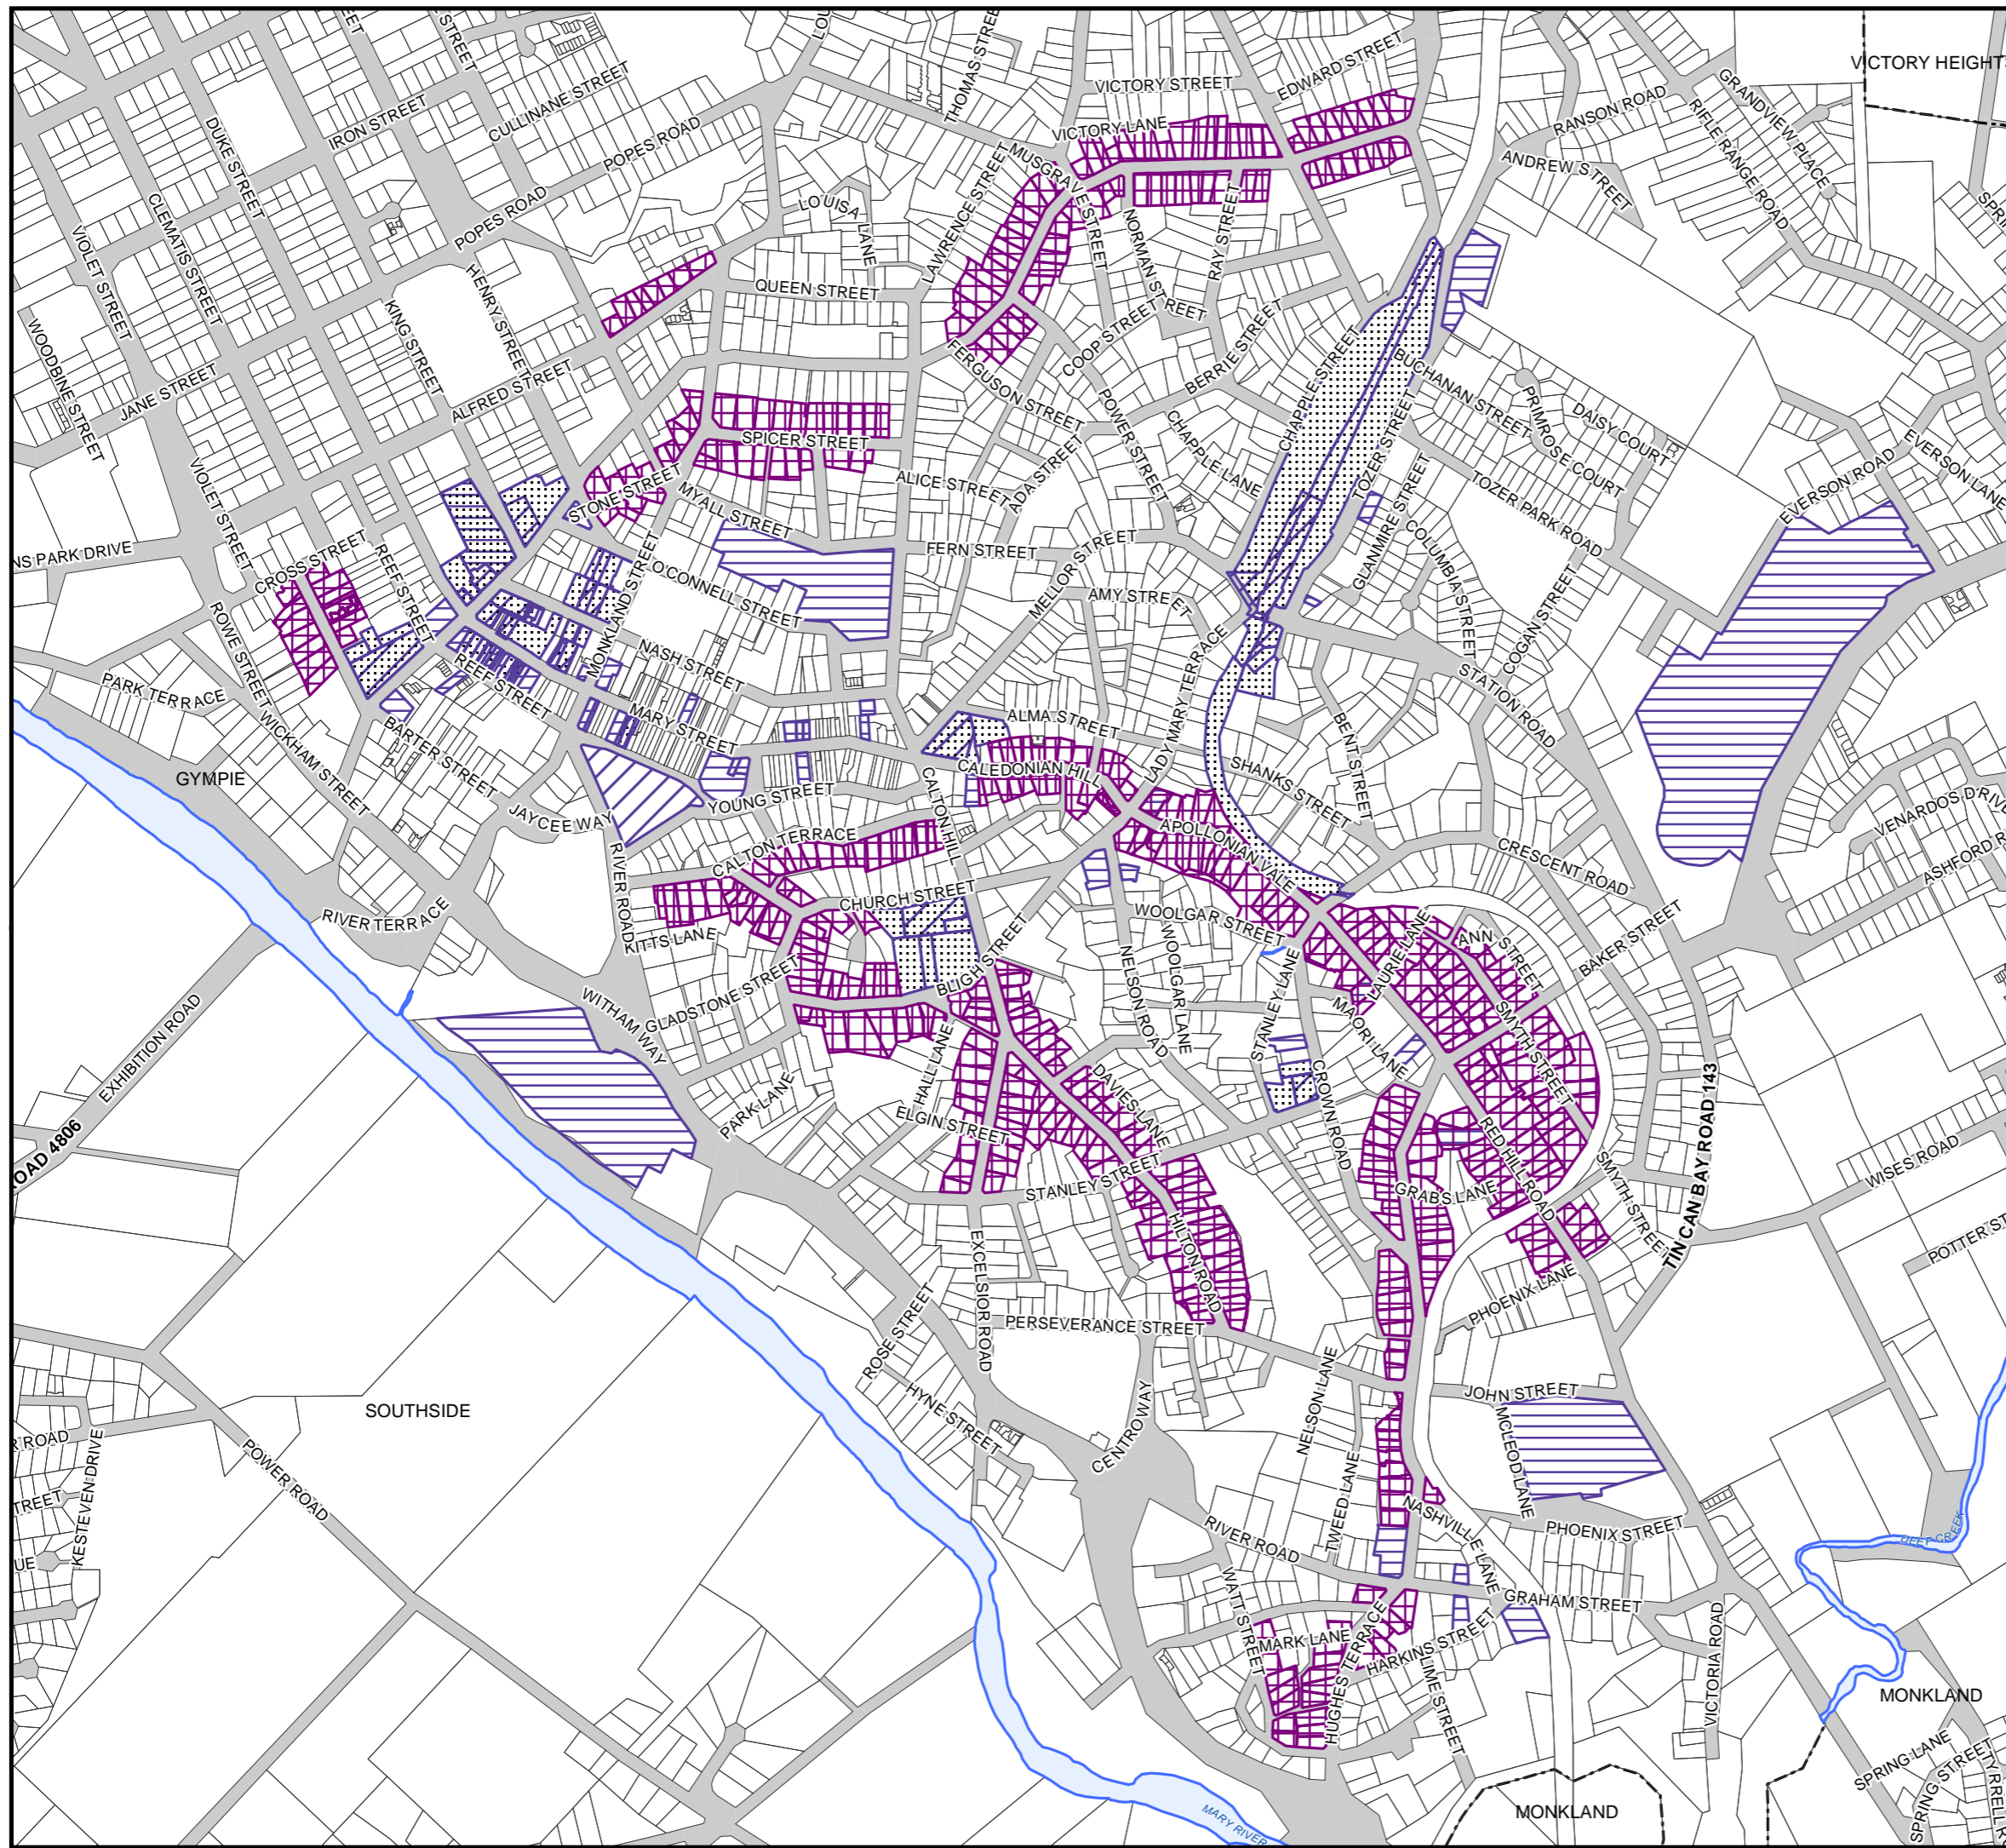 VICTORY HEIGHT
STREET
THOMAS STREE
VICTORY STREET
EDWARD STREET
GRANDVIEW PLACE
RANSON ROAD
RIFLE RANGE ROAD
CULLINANE STREET
IRON STREET
DUKE STREET
POPES ROAD
VICTORY LANE
MUSGRAVE STREET
ANDREW STREET
LAWRENCE STREET
LOUISA LANE
CLEMATIS STREET
POPES ROAD
VIOLET STREET
NORMAN STREET
RAY STREET
REET
HENRY STREET
KING STREET
QUEEN STREET
WOODBINE STREET
JANE STREET
ALFRED STREET
COOP STREET
BERRIE STREET
CHAPPLE STREET
BUCHANAN STREET
FERGUSON STREET
PRIMROSE COURT
DAISY COURT
POWER STREET
CHAPPLE LANE
SPICER STREET
TOZER STREET
EVERSON ROAD
EVERSON LANE
VIOLET STREET
STONE STREET
MYALL STREET
ALICE STREET
ADA STREET
GLANMIRE STREET
TOZER PARK ROAD
COLUMBIA STREET
NS PARK DRIVE
CROSS STREET
REEF STREET
MONKLAND STREET
O'CONNELL STREET
FERN STREET
MELLOR STREET
AMY STREET
COGAN STREET
ROWE STREET
REEF STREET
NASH STREET
LADY MARY TERRACE
STATION ROAD
PARK TERRACE
WICKHAM STREET
BARTER STREET
MARY STREET
ALMA STREET
BENT STREET
GYMPIE
CALEDONIAN HILL
SHANKS STREET
JAYCEE WAY
YOUNG STREET
CALTON HILL
VENARDOS DRIVE
RIVER ROAD
CALTON TERRACE
APOLLONIAN VALE
CRESCENT ROAD
ASHFORD R
RIVER TERRACE
CHURCH STREET
WOOLGAR STREET
BAKER STREET
KITTS LANE
BLIGH STREET
LAURIE LANE
ANN STREET
NELSON ROAD
WOOLGAR LANE
EXHIBITION ROAD
WITHAM WAY
GLADSTONE STREET
STANLEY LANE
MAORI LANE
SMYTH STREET
HALL LANE
DAVIES LANE
PARK LANE
ELGIN STREET
CROWN ROAD
RED HILL ROAD
OAD 4806
TIN CAN BAY ROAD 143
STANLEY STREET
GRABS LANE
SMYTH STREET
WISES ROAD
HILTON ROAD
POTTER ST
EXCELSIOR ROAD
PHOENIX LANE
ROSE STREET
PERSEVERANCE STREET
NELSON LANE
HYNE STREET
JOHN STREET
SOUTHSIDE
CENTRO WAY
MCLEOD LANE
R ROAD
KESTEVEN DRIVE
POWER ROAD
TREET
TWEED LANE
NASHVILLE LANE
RIVER ROAD
PHOENIX STREET
DEEP CREEK
UE
WATT STREET
GRAHAM STREET
MARK LANE
HUGHES TERRACE
HARKINS STREET
LIME STREET
VICTORIA ROAD
MONKLAND
SPRING LANE
SPRING STREET
MONKLAND
MARY RIVER